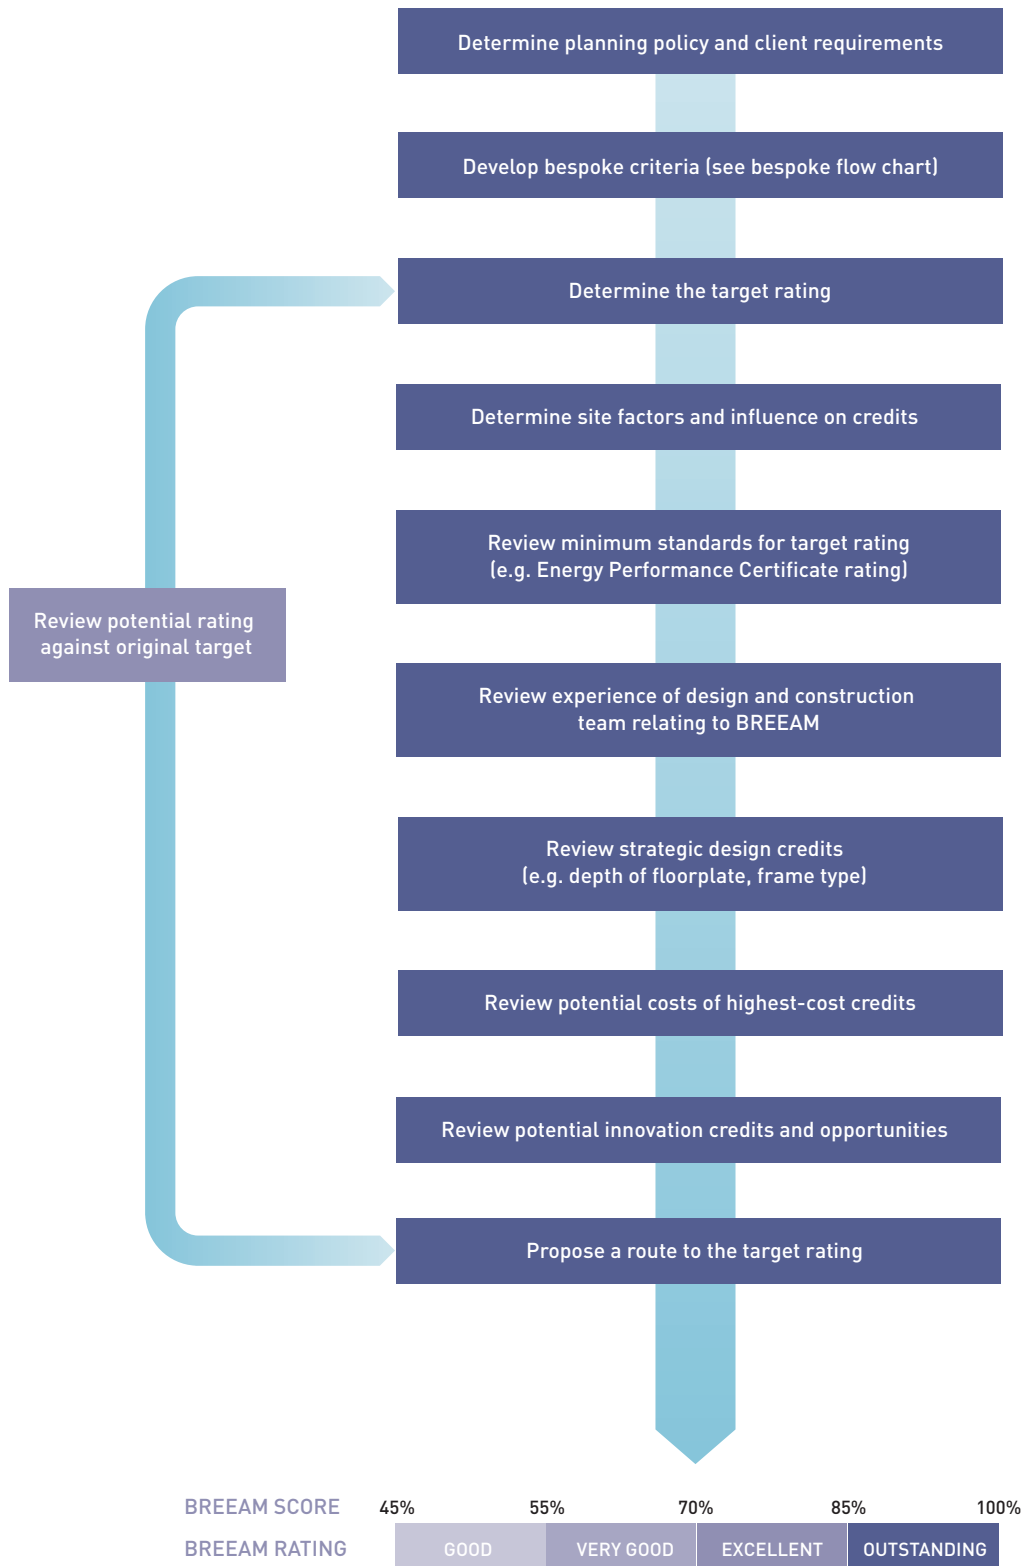 Determine planning policy and client requirements
Develop bespoke criteria (see bespoke flow chart)
Determine the target rating
Determine site factors and influence on credits
Review minimum standards for target rating
(e.g. Energy Performance Certificate rating)
Review potential rating
against original target
Review experience of design and construction
team relating to BREEAM
Review strategic design credits
(e.g. depth of floorplate, frame type)
Review potential costs of highest-cost credits
Review potential innovation credits and opportunities
Propose a route to the target rating
BREEAM SCORE 45% 55% 70% 85% 100%
BREEAM RATING GOOD VERY GOOD EXCELLENT OUTSTANDING